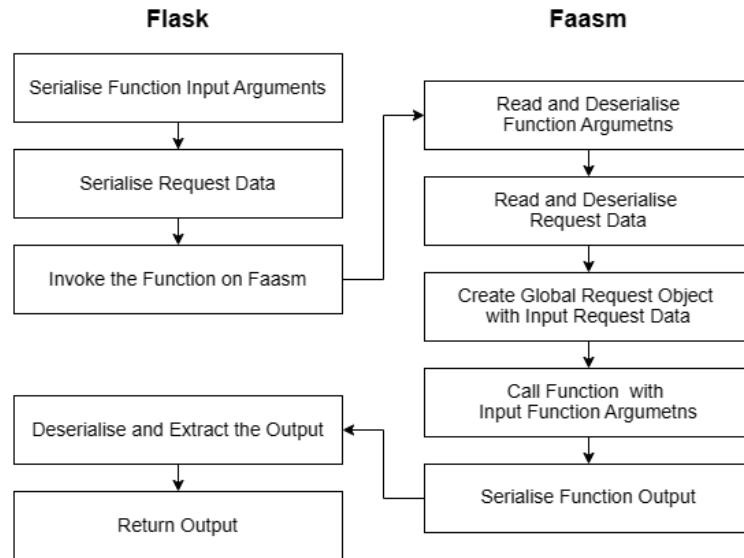 Flask
Serialise Function Input Arguments
Serialise Request Data
Invoke the Function on Faasm
Deserialise and Extract the Output
Return Output
Faasm
Read and Deserialise
Function Argumetns
Read and Deserialise
Request Data
Create Global Request Object
with Input Request Data
Call Function with
Input Function Argumetns
Serialise Function Output